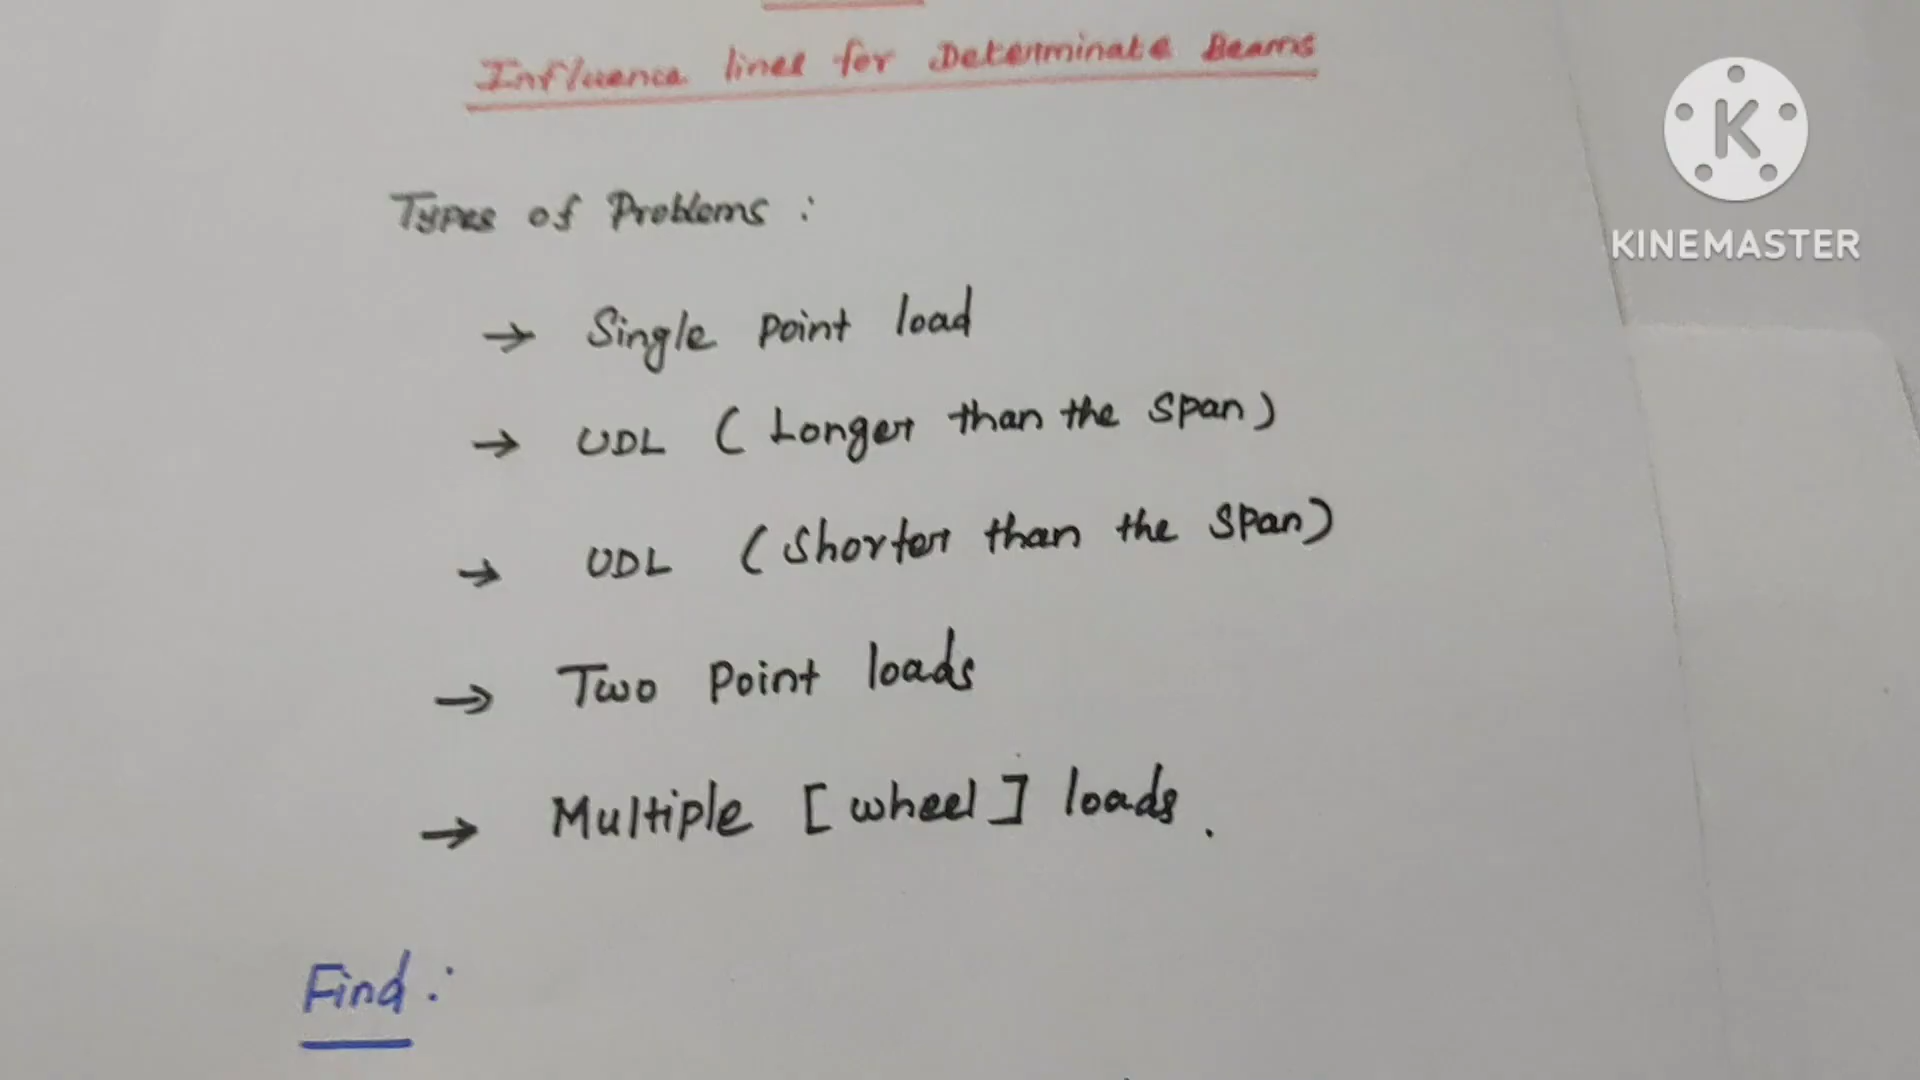 Influence lines for Determinate Beams
K
KINEMASTER
Types of Problems :
→ Single point load
→ UDL (Longer than the span)
→ UDL (Shorter than the span)
→ Two point loads
→ Multiple [wheel] loads.
Find :